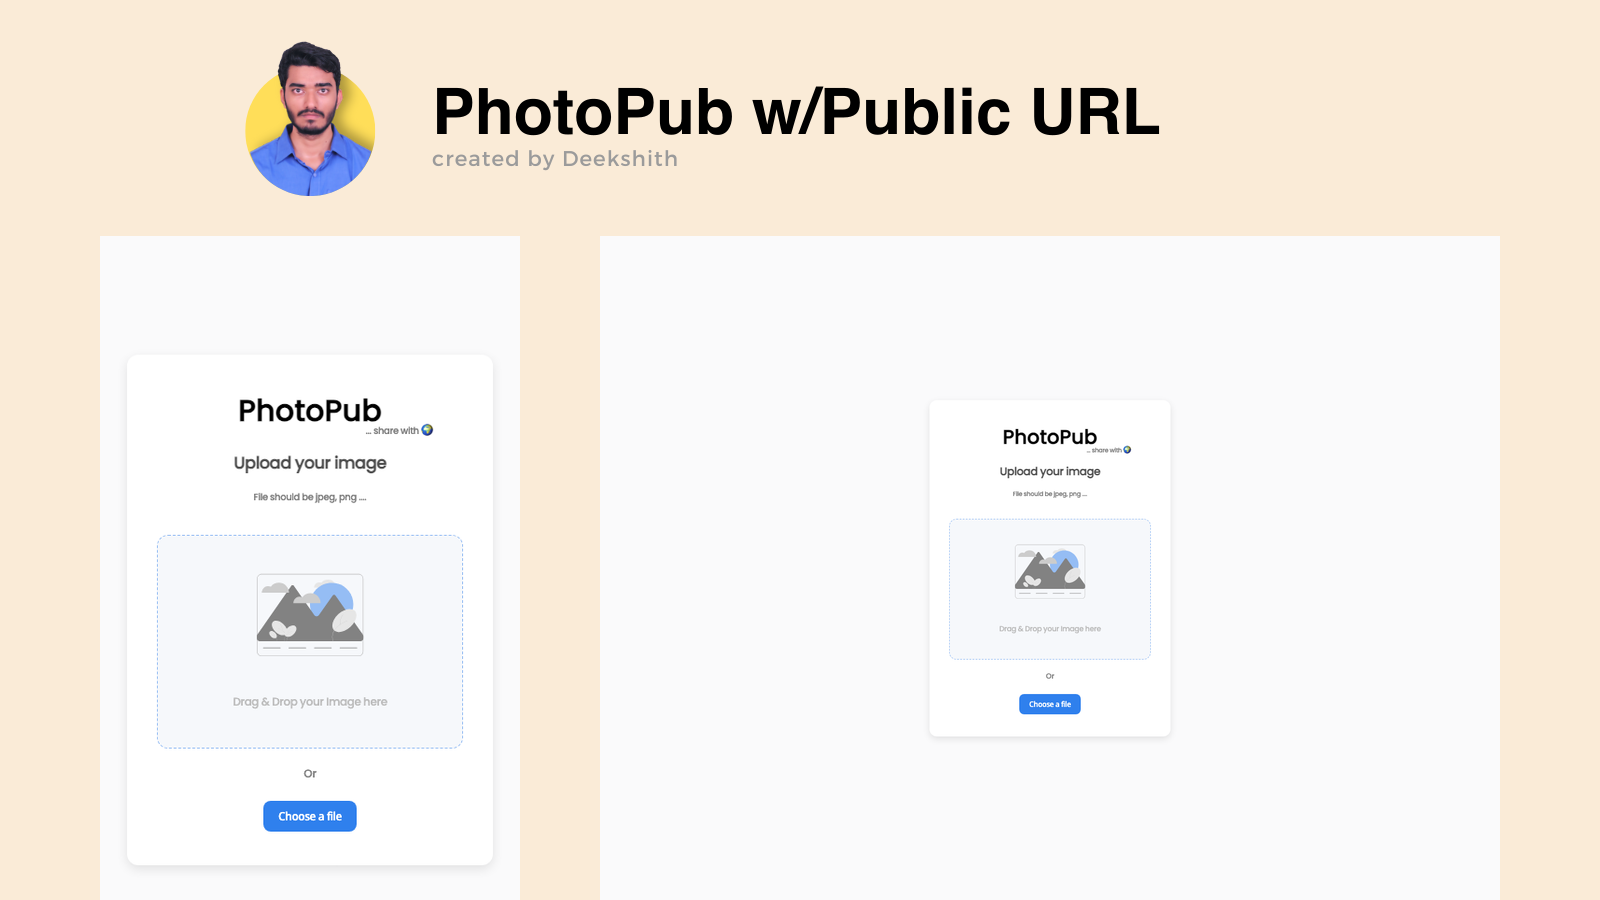 PhotoPub w/Public URL
created by Deekshith
PhotoPub
... share with
Upload your image
File should be jpeg, png ....
Drag & Drop your Image here
Or
Choose a file
PhotoPub
... share with
Upload your image
File should be jpeg, png ....
Drag & Drop your Image here
Or
Choose a file